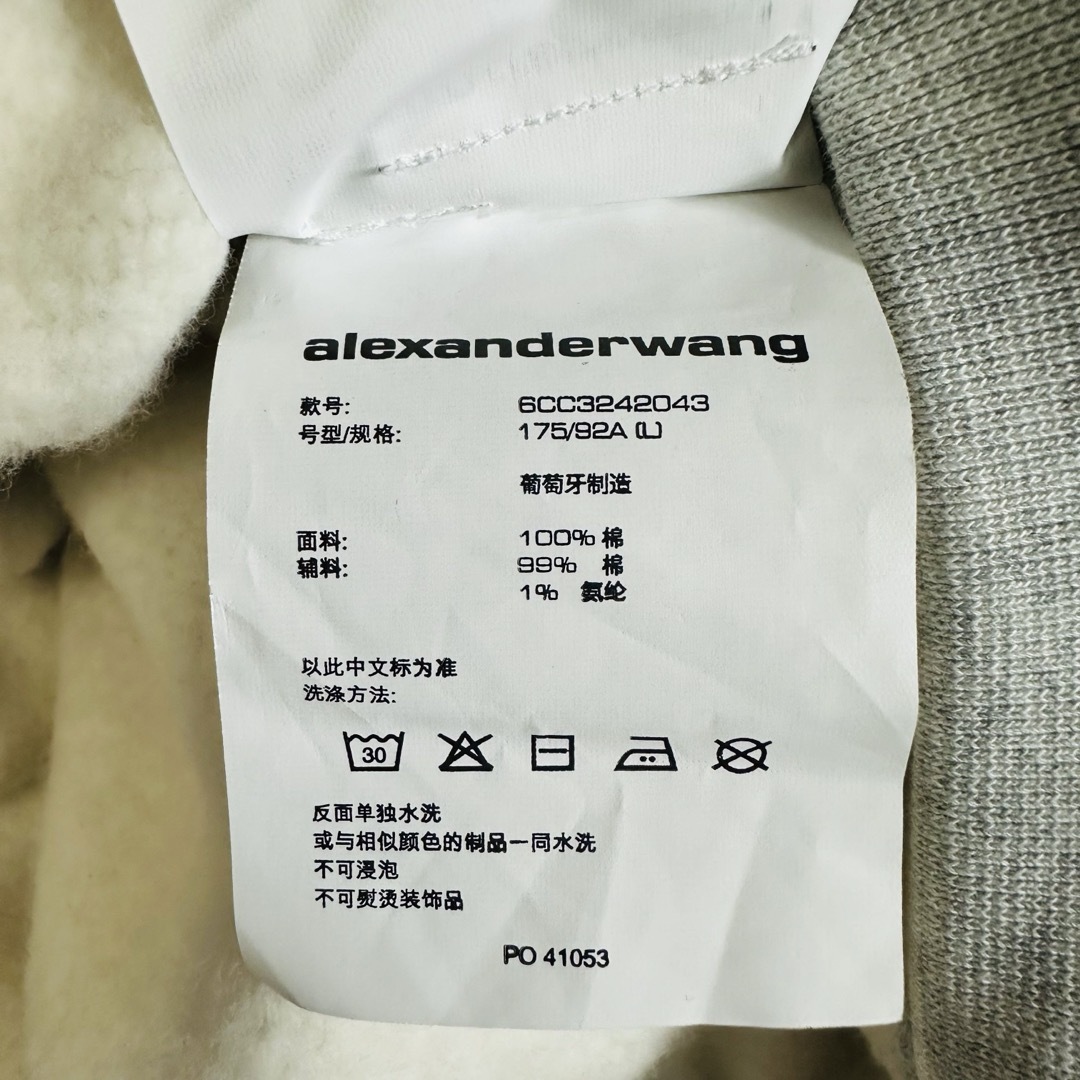 alexanderwang
款号: 6CC3242043
号型/规格: 175/92A (L)
葡萄牙制造
面料: 100% 棉
辅料: 99% 棉
1% 氨纶
以此中文标为准
洗涤方法:
30
反面单独水洗
或与相似颜色的制品一同水洗
不可浸泡
不可熨烫装饰品
PO 41053